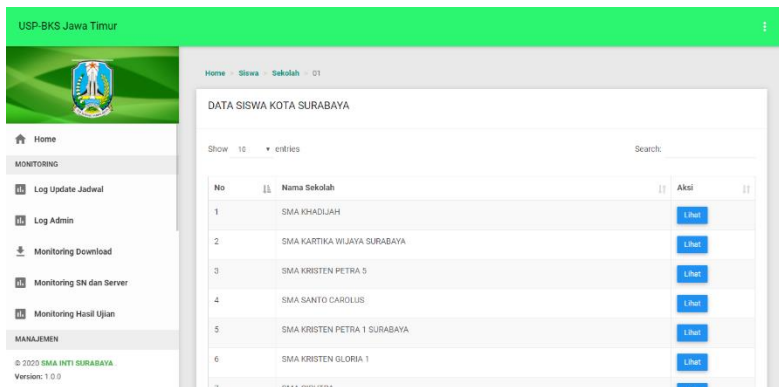 USP-BKS Jawa Timur
Home
MONITORING
Log Update Jadwal
Log Admin
Monitoring Download
Monitoring SN dan Server
Monitoring Hasil Ujian
MANAJEMEN
© 2020 SMA INTI SURABAYA
Version: 1.0.0
Home Siswa Sekolah 01
DATA SISWA KOTA SURABAYA
Show 10 entries Search:
No Nama Sekolah Aksi
1 SMA KHADIJAH Lihat
2 SMA KARTIKA WIJAYA SURABAYA Lihat
3 SMA KRISTEN PETRA 5 Lihat
4 SMA SANTO CAROLUS Lihat
5 SMA KRISTEN PETRA 1 SURABAYA Lihat
6 SMA KRISTEN GLORIA 1 Lihat